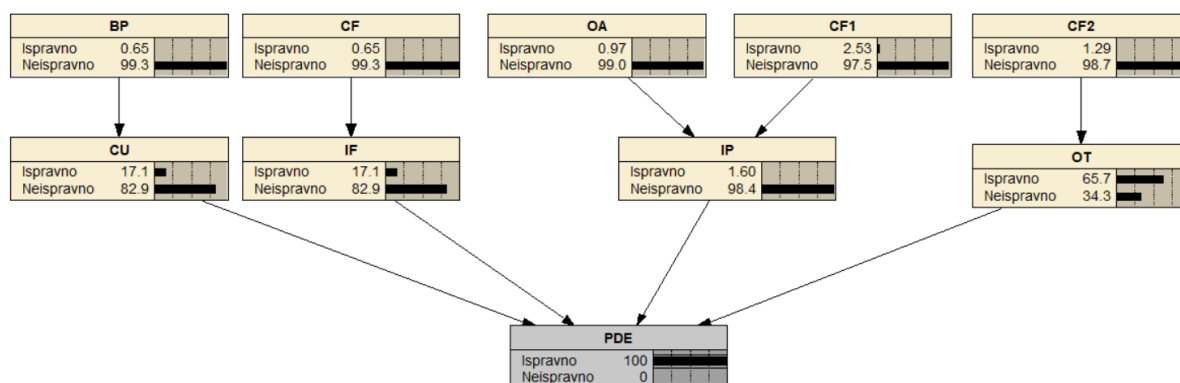 BP
Ispravno 0.65
Neispravno 99.3
CF
Ispravno 0.65
Neispravno 99.3
OA
Ispravno 0.97
Neispravno 99.0
CF1
Ispravno 2.53
Neispravno 97.5
CF2
Ispravno 1.29
Neispravno 98.7
CU
Ispravno 17.1
Neispravno 82.9
IF
Ispravno 17.1
Neispravno 82.9
IP
Ispravno 1.60
Neispravno 98.4
OT
Ispravno 65.7
Neispravno 34.3
PDE
Ispravno 100
Neispravno 0